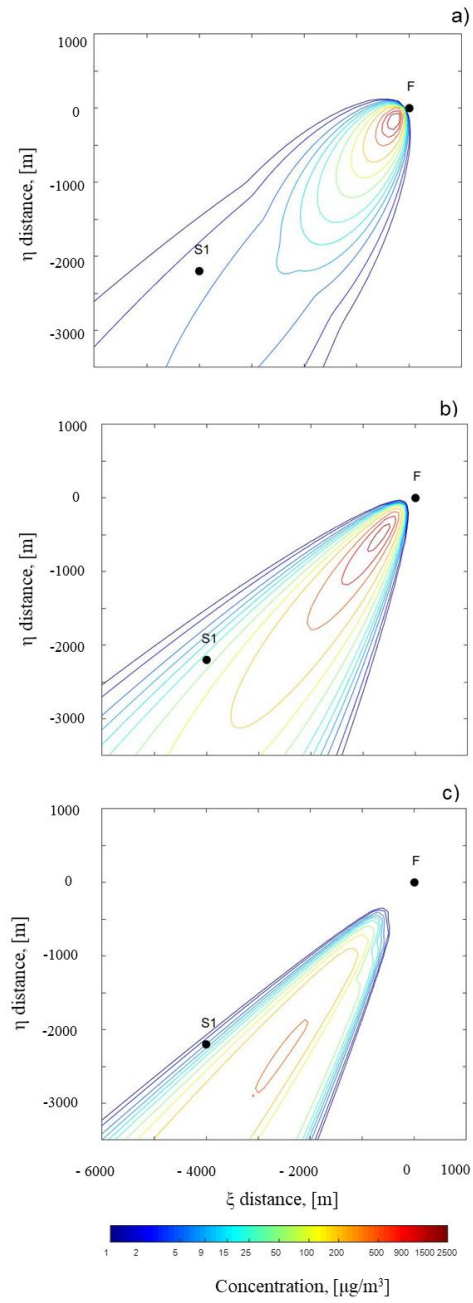 a)
1000
F
0
-1000
S1
-2000
-3000
η distance, [m]
b)
1000
F
0
-1000
S1
-2000
-3000
η distance, [m]
c)
1000
F
0
-1000
S1
-2000
-3000
η distance, [m]
- 6000 - 4000 - 2000 0 1000
ξ distance, [m]
1 2 5 9 15 25 50 100 200 500 900 1500 2500
Concentration, [µg/m³]